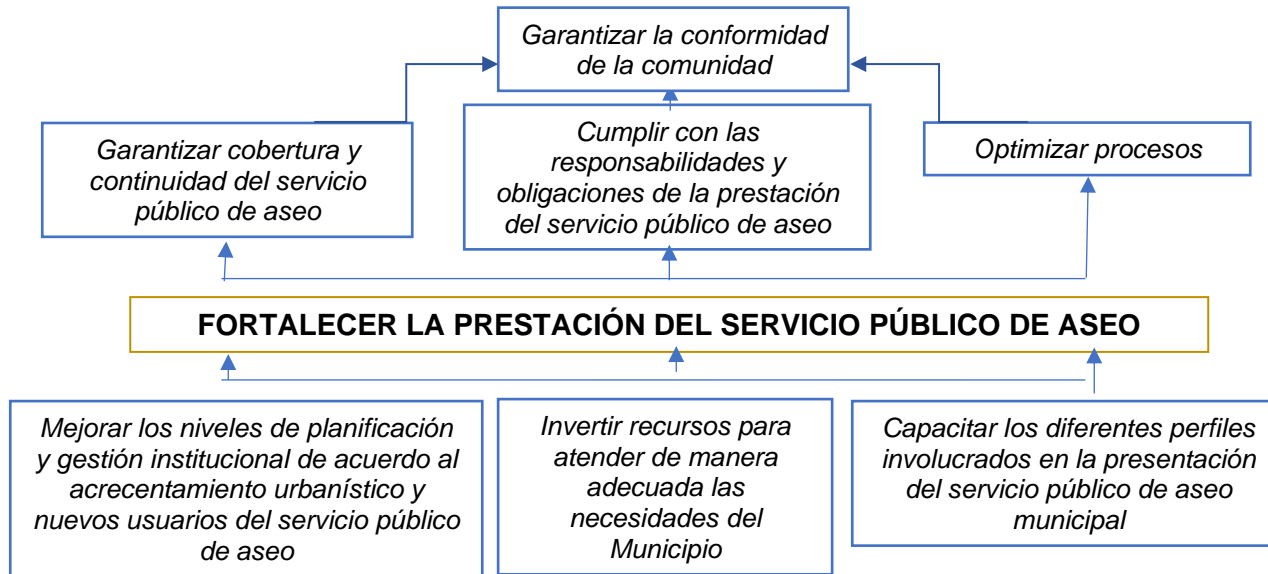 Garantizar la conformidad
de la comunidad
Garantizar cobertura y
continuidad del servicio
público de aseo
Cumplir con las
responsabilidades y
obligaciones de la prestación
del servicio público de aseo
Optimizar procesos
FORTALECER LA PRESTACIÓN DEL SERVICIO PÚBLICO DE ASEO
Mejorar los niveles de planificación
y gestión institucional de acuerdo al
acrecentamiento urbanístico y
nuevos usuarios del servicio público
de aseo
Invertir recursos para
atender de manera
adecuada las
necesidades del
Municipio
Capacitar los diferentes perfiles
involucrados en la presentación
del servicio público de aseo
municipal